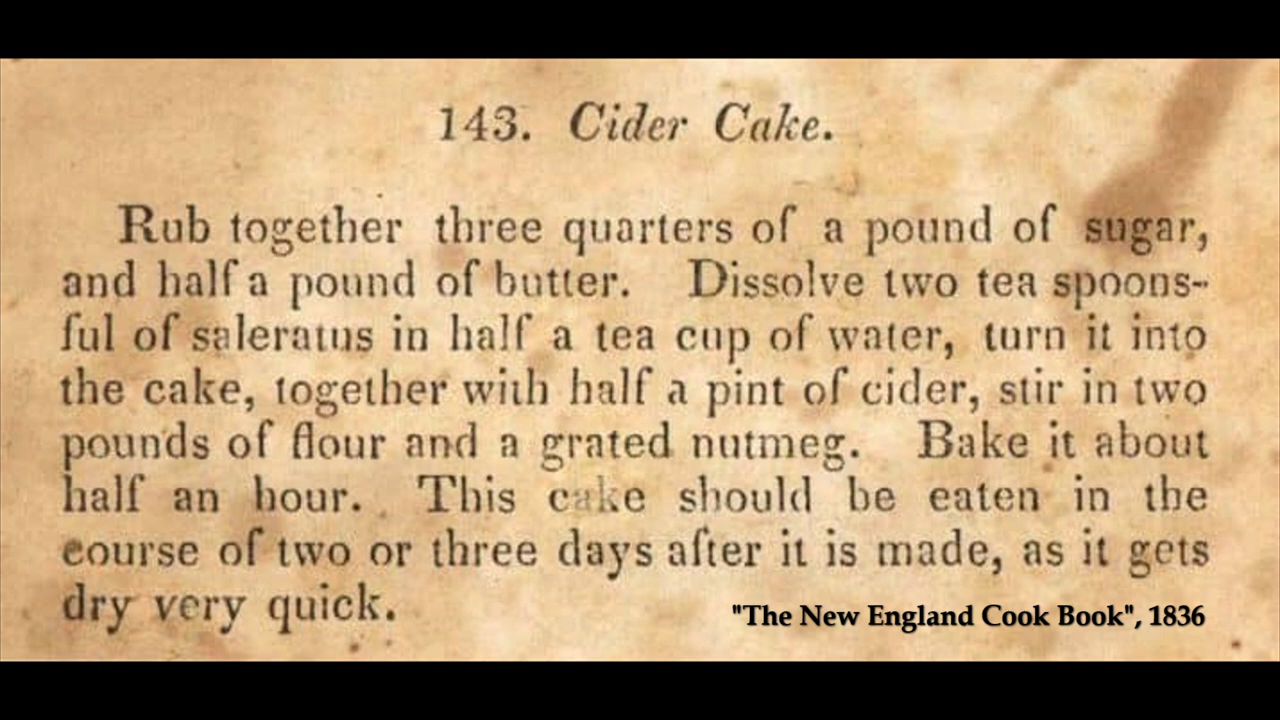 143. Cider Cake.
Rub together three quarters of a pound of sugar,
and half a pound of butter. Dissolve two tea spoons-
ful of saleratus in half a tea cup of water, turn it into
the cake, together with half a pint of cider, stir in two
pounds of flour and a grated nutmeg. Bake it about
half an hour. This cake should be eaten in the
course of two or three days after it is made, as it gets
dry very quick.
"The New England Cook Book", 1836